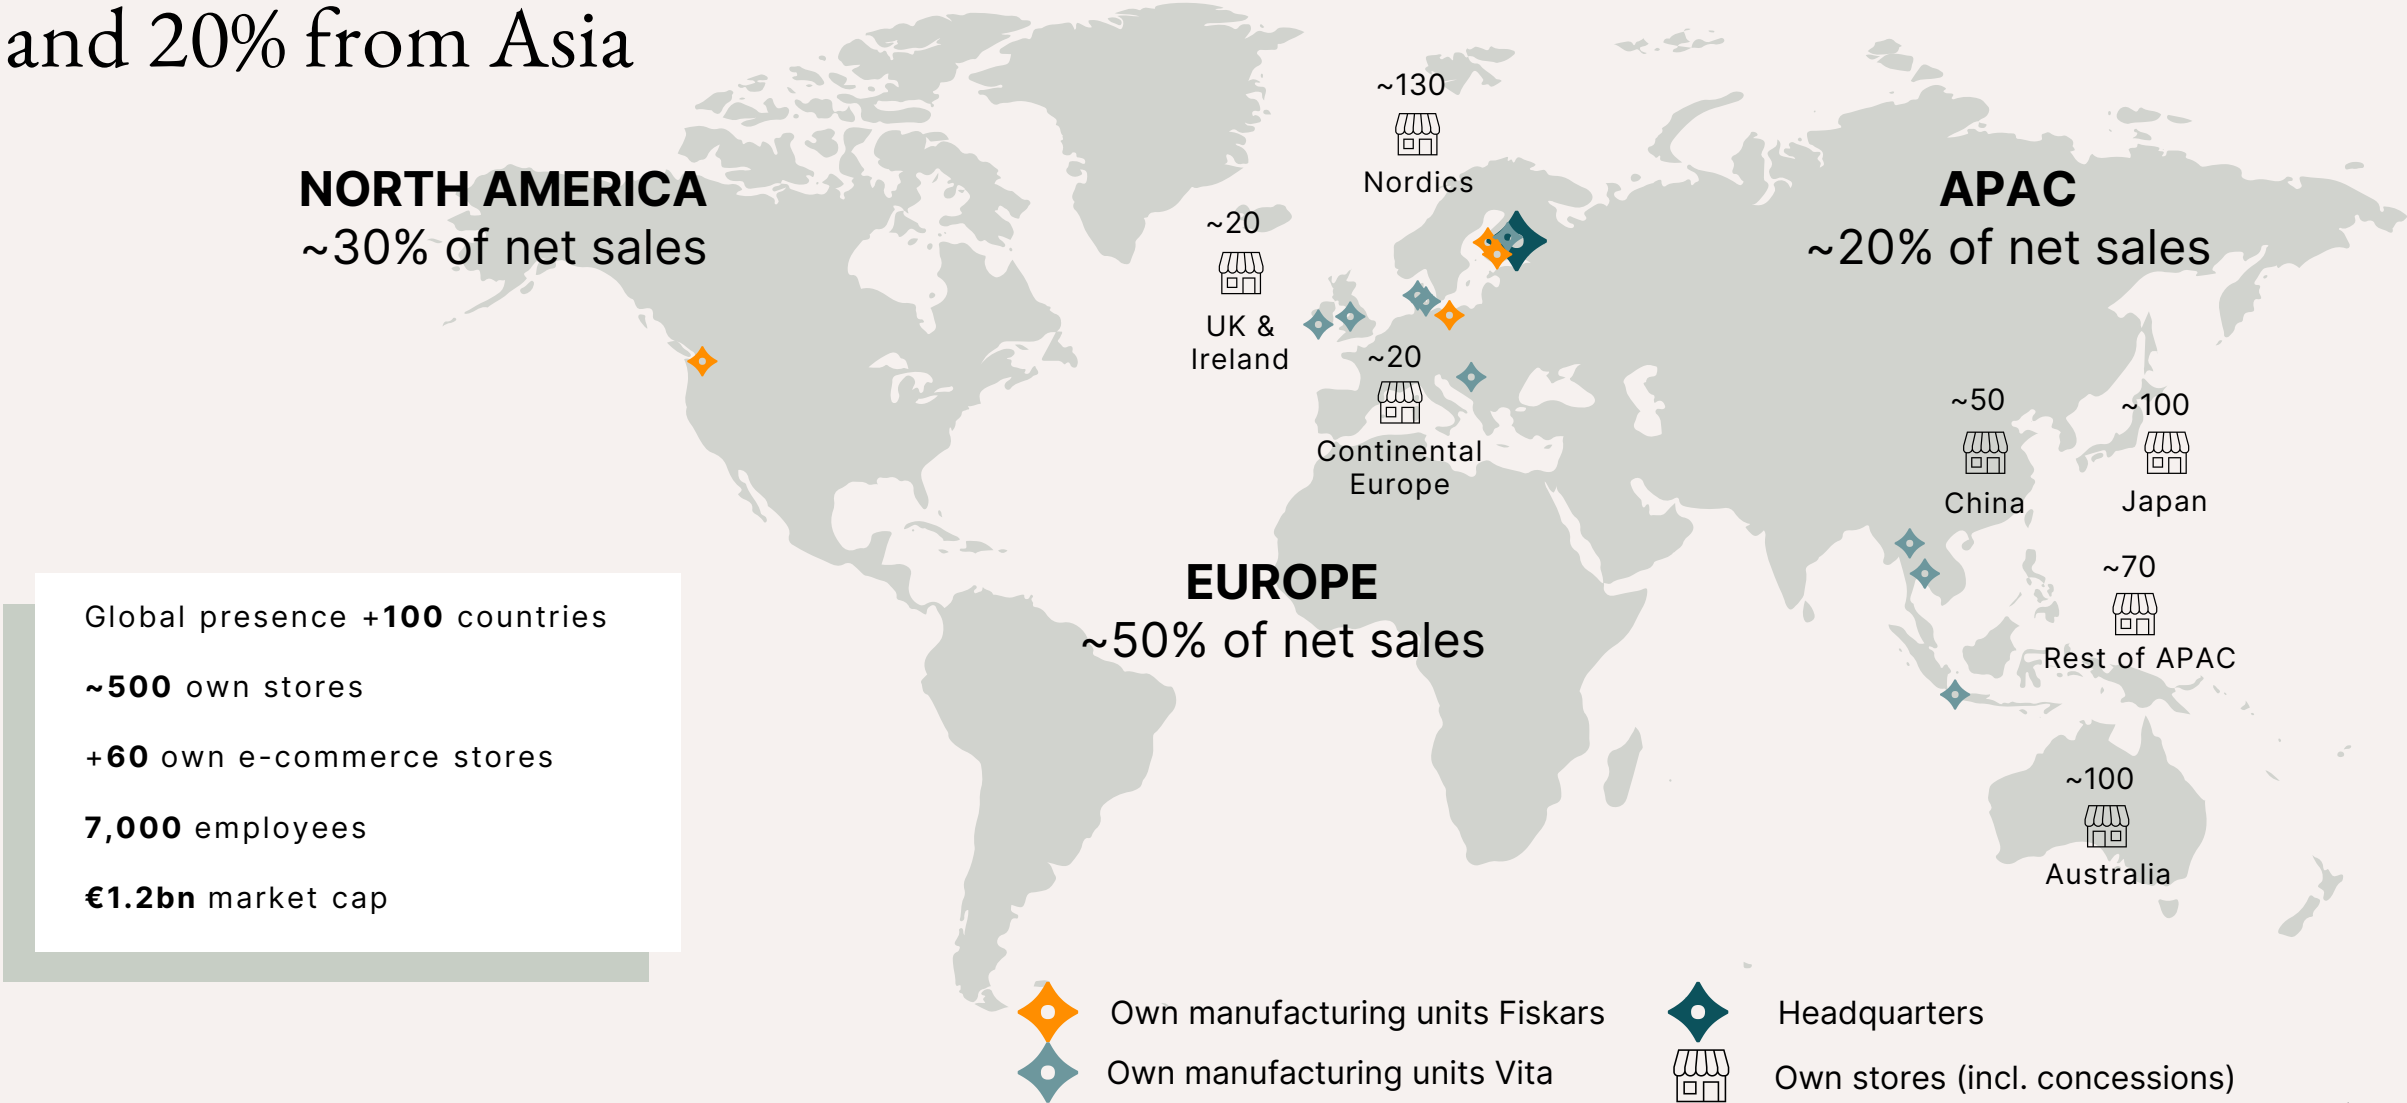 and 20% from Asia
NORTH AMERICA
~30% of net sales
~130
Nordics
APAC
~20% of net sales
~20
UK &
Ireland
~20
Continental
Europe
~50
China
~100
Japan
EUROPE
~50% of net sales
~70
Rest of APAC
~100
Australia
Global presence +100 countries
~500 own stores
+60 own e-commerce stores
7,000 employees
€1.2bn market cap
Own manufacturing units Fiskars
Headquarters
Own manufacturing units Vita
Own stores (incl. concessions)